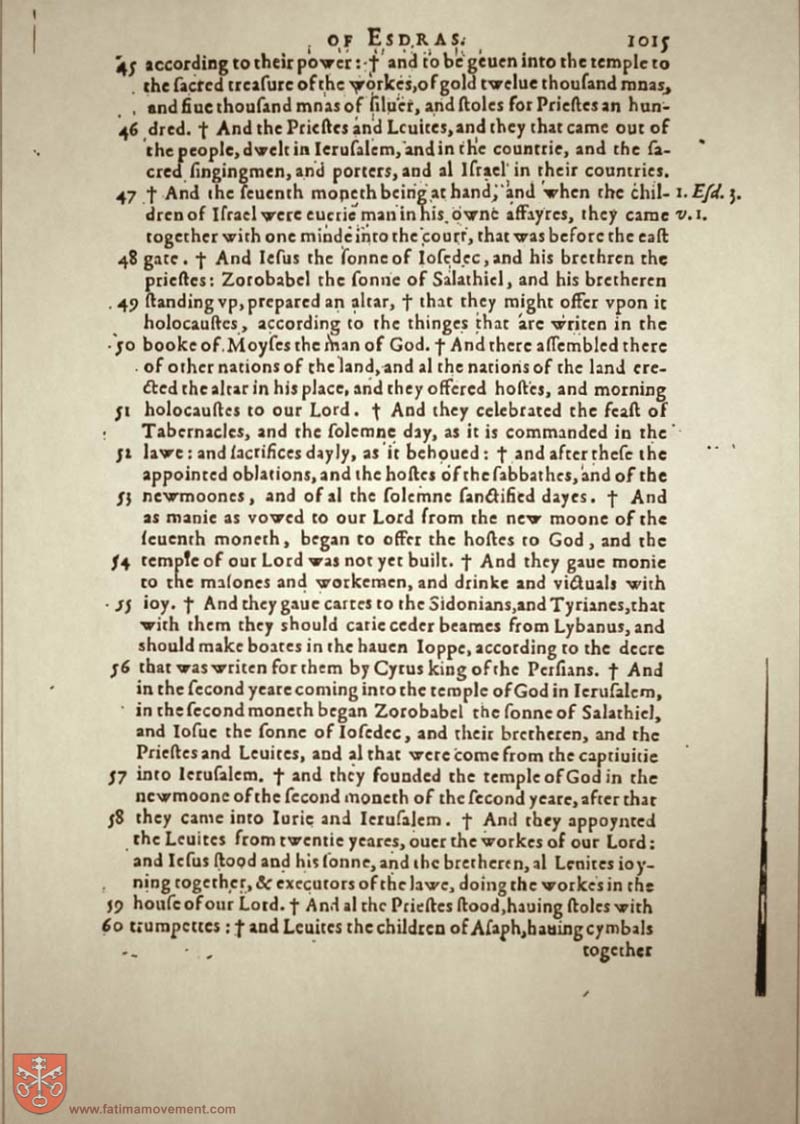 OF ESDRAS. 1015
45 according to their power: † and to be geuen into the temple to
the ſacred treaſure of the workes, of gold twelue thouſand mnas,
and fiue thouſand mnas of ſiluer, and ſtoles for Prieſtes an hun-
46 dred. † And the Prieſtes and Leuites, and they that came out of
the people, dwelt in Ieruſalem, and in the countrie, and the ſa-
cred ſingingmen, and porters, and al Iſrael in their countries.
47 † And the ſeuenth moneth being at hand, and when the chil- 1. Eſd. 3.
dren of Iſrael were euerie man in his owne affayres, they came v. 1.
together with one minde into the court, that was before the eaſt
48 gate. † And Ieſus the ſonne of Ioſedec, and his brethren the
prieſtes: Zorobabel the ſonne of Salathiel, and his bretheren
49 ſtanding vp, prepared an altar, † that they might offer vpon it
holocauſtes, according to the thinges that are writen in the
50 booke of Moyſes the man of God. † And there aſſembled there
of other nations of the land, and al the nations of the land ere-
cted the altar in his place, and they offered hoſtes, and morning
51 holocauſtes to our Lord. † And they celebrated the feaſt of
Tabernacles, and the ſolemne day, as it is commanded in the
52 lawe: and ſacrifices dayly, as it behoued: † and after theſe the
appointed oblations, and the hoſtes of the ſabbathes, and of the
53 newmoones, and of al the ſolemne ſanctified dayes. † And
as manie as vowed to our Lord from the new moone of the
ſeuenth moneth, began to offer the hoſtes to God, and the
54 temple of our Lord was not yet built. † And they gaue monie
to the maſones and workemen, and drinke and victuals with
55 ioy. † And they gaue cartes to the Sidonians, and Tyrianes, that
with them they should carie ceder beames from Lybanus, and
should make boates in the hauen Ioppe, according to the decre
56 that was writen for them by Cyrus king of the Perſians. † And
in the ſecond yeare coming into the temple of God in Ieruſalem,
in the ſecond moneth began Zorobabel the ſonne of Salathiel,
and Ioſue the ſonne of Ioſedec, and their bretheren, and the
Prieſtes and Leuites, and al that were come from the captiuitie
57 into Ieruſalem. † and they founded the temple of God in the
newmoone of the ſecond moneth of the ſecond yeare, after that
58 they came into Iurie and Ieruſalem. † And they appoynted
the Leuites from twentie yeares, ouer the workes of our Lord:
and Ieſus ſtood and his ſonne, and the bretheren, al Leuites ioy-
ning together, & executors of the lawe, doing the workes in the
59 houſe of our Lord. † And al the Prieſtes ſtood, hauing ſtoles with
60 trumpettes: † and Leuites the children of Aſaph, hauing cymbals
together
www.fatimamovement.com